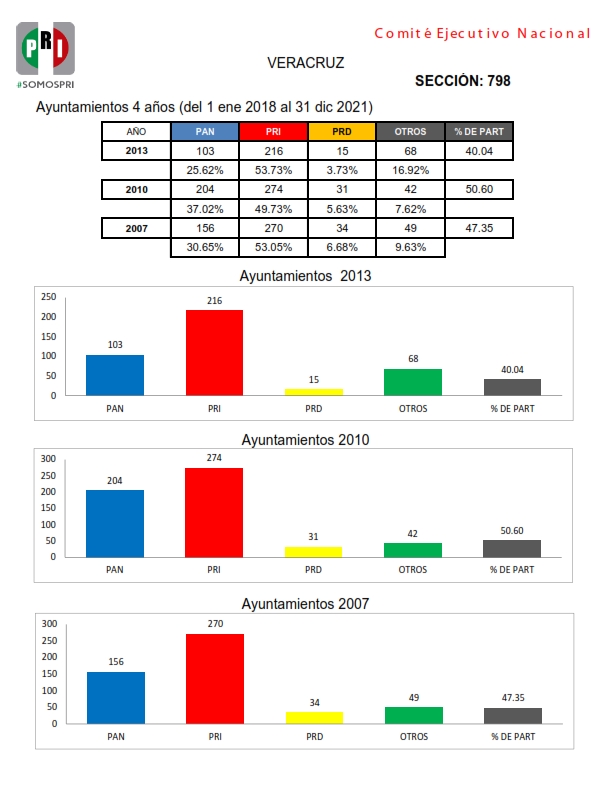 Comité Ejecutivo Nacional
PRI
#SOMOSPRI
VERACRUZ
SECCIÓN: 798
Ayuntamientos 4 años (del 1 ene 2018 al 31 dic 2021)
AÑO PAN PRI PRD OTROS % DE PART
2013 103 216 15 68 40.04
25.62% 53.73% 3.73% 16.92%
2010 204 274 31 42 50.60
37.02% 49.73% 5.63% 7.62%
2007 156 270 34 49 47.35
30.65% 53.05% 6.68% 9.63%
Ayuntamientos 2013
250
200
150
100
50
0
103 216 15 68 40.04
PAN PRI PRD OTROS % DE PART
Ayuntamientos 2010
300
250
200
150
100
50
0
204 274 31 42 50.60
PAN PRI PRD OTROS % DE PART
Ayuntamientos 2007
300
250
200
150
100
50
0
156 270 34 49 47.35
PAN PRI PRD OTROS % DE PART